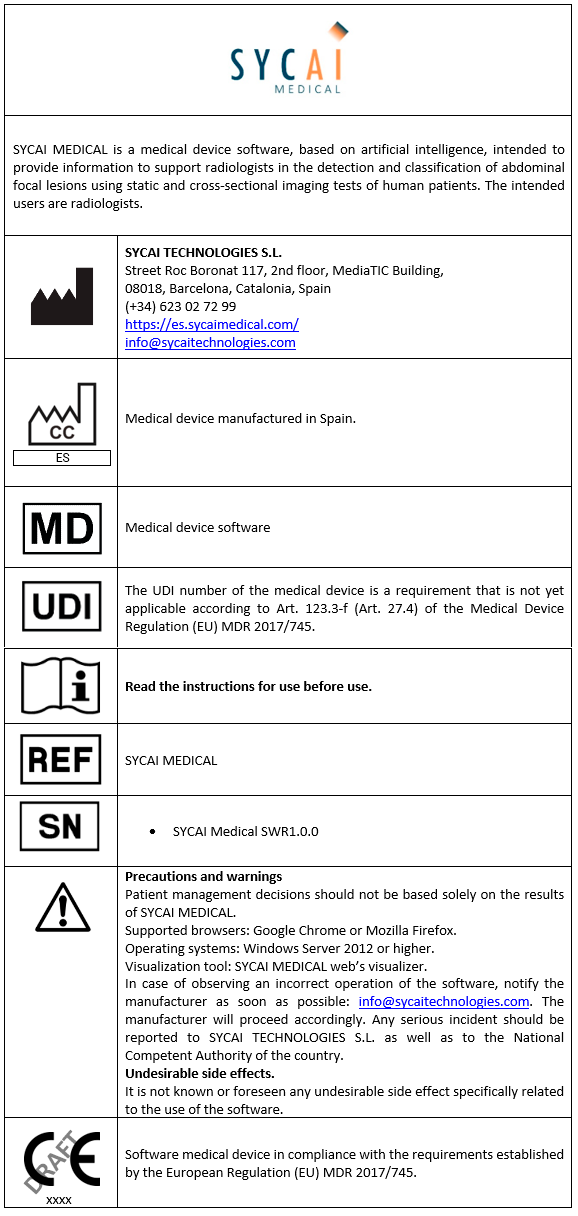 SYCAI
MEDICAL
SYCAI MEDICAL is a medical device software, based on artificial intelligence, intended to
provide information to support radiologists in the detection and classification of abdominal
focal lesions using static and cross-sectional imaging tests of human patients. The intended
users are radiologists.
SYCAI TECHNOLOGIES S.L.
Street Roc Boronat 117, 2nd floor, MediaTIC Building,
08018, Barcelona, Catalonia, Spain
(+34) 623 02 72 99
https://es.sycaimedical.com/
info@sycaitechnologies.com
CC
ES
Medical device manufactured in Spain.
MD
Medical device software
UDI
The UDI number of the medical device is a requirement that is not yet
applicable according to Art. 123.3-f (Art. 27.4) of the Medical Device
Regulation (EU) MDR 2017/745.
i
Read the instructions for use before use.
REF
SYCAI MEDICAL
SN
• SYCAI Medical SWR1.0.0
!
Precautions and warnings
Patient management decisions should not be based solely on the results
of SYCAI MEDICAL.
Supported browsers: Google Chrome or Mozilla Firefox.
Operating systems: Windows Server 2012 or higher.
Visualization tool: SYCAI MEDICAL web's visualizer.
In case of observing an incorrect operation of the software, notify the
manufacturer as soon as possible: info@sycaitechnologies.com. The
manufacturer will proceed accordingly. Any serious incident should be
reported to SYCAI TECHNOLOGIES S.L. as well as to the National
Competent Authority of the country.
Undesirable side effects.
It is not known or foreseen any undesirable side effect specifically related
to the use of the software.
CE
DRAFT
xxxx
Software medical device in compliance with the requirements established
by the European Regulation (EU) MDR 2017/745.